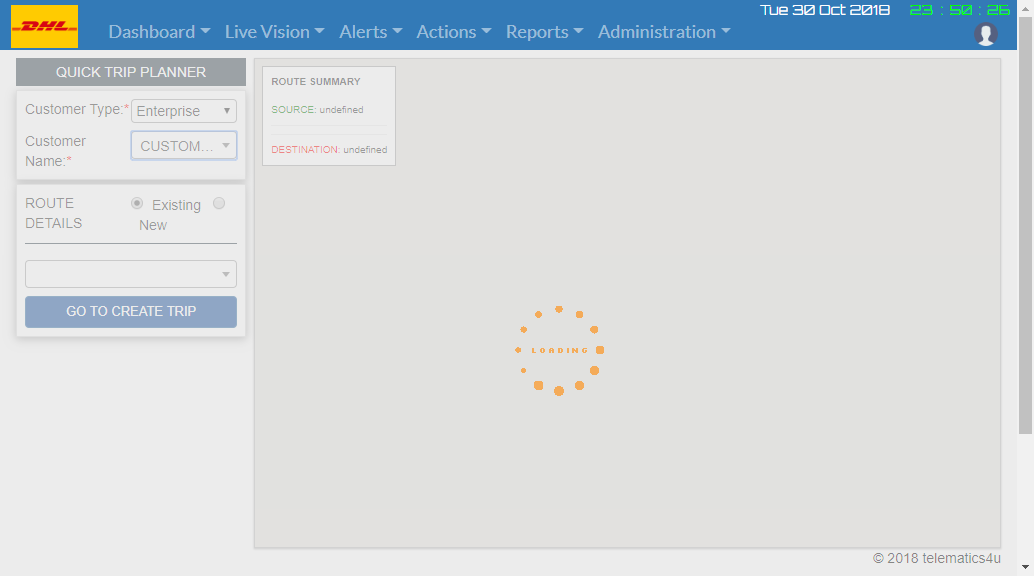 DHL
Tue 30 Oct 2018 23 : 50 : 26
Dashboard Live Vision Alerts Actions Reports Administration
QUICK TRIP PLANNER
Customer Type:* Enterprise
Customer
Name:*
CUSTOM...
ROUTE
DETAILS
Existing
New
GO TO CREATE TRIP
ROUTE SUMMARY
SOURCE: undefined
DESTINATION: undefined
LOADING
© 2018 telematics4u